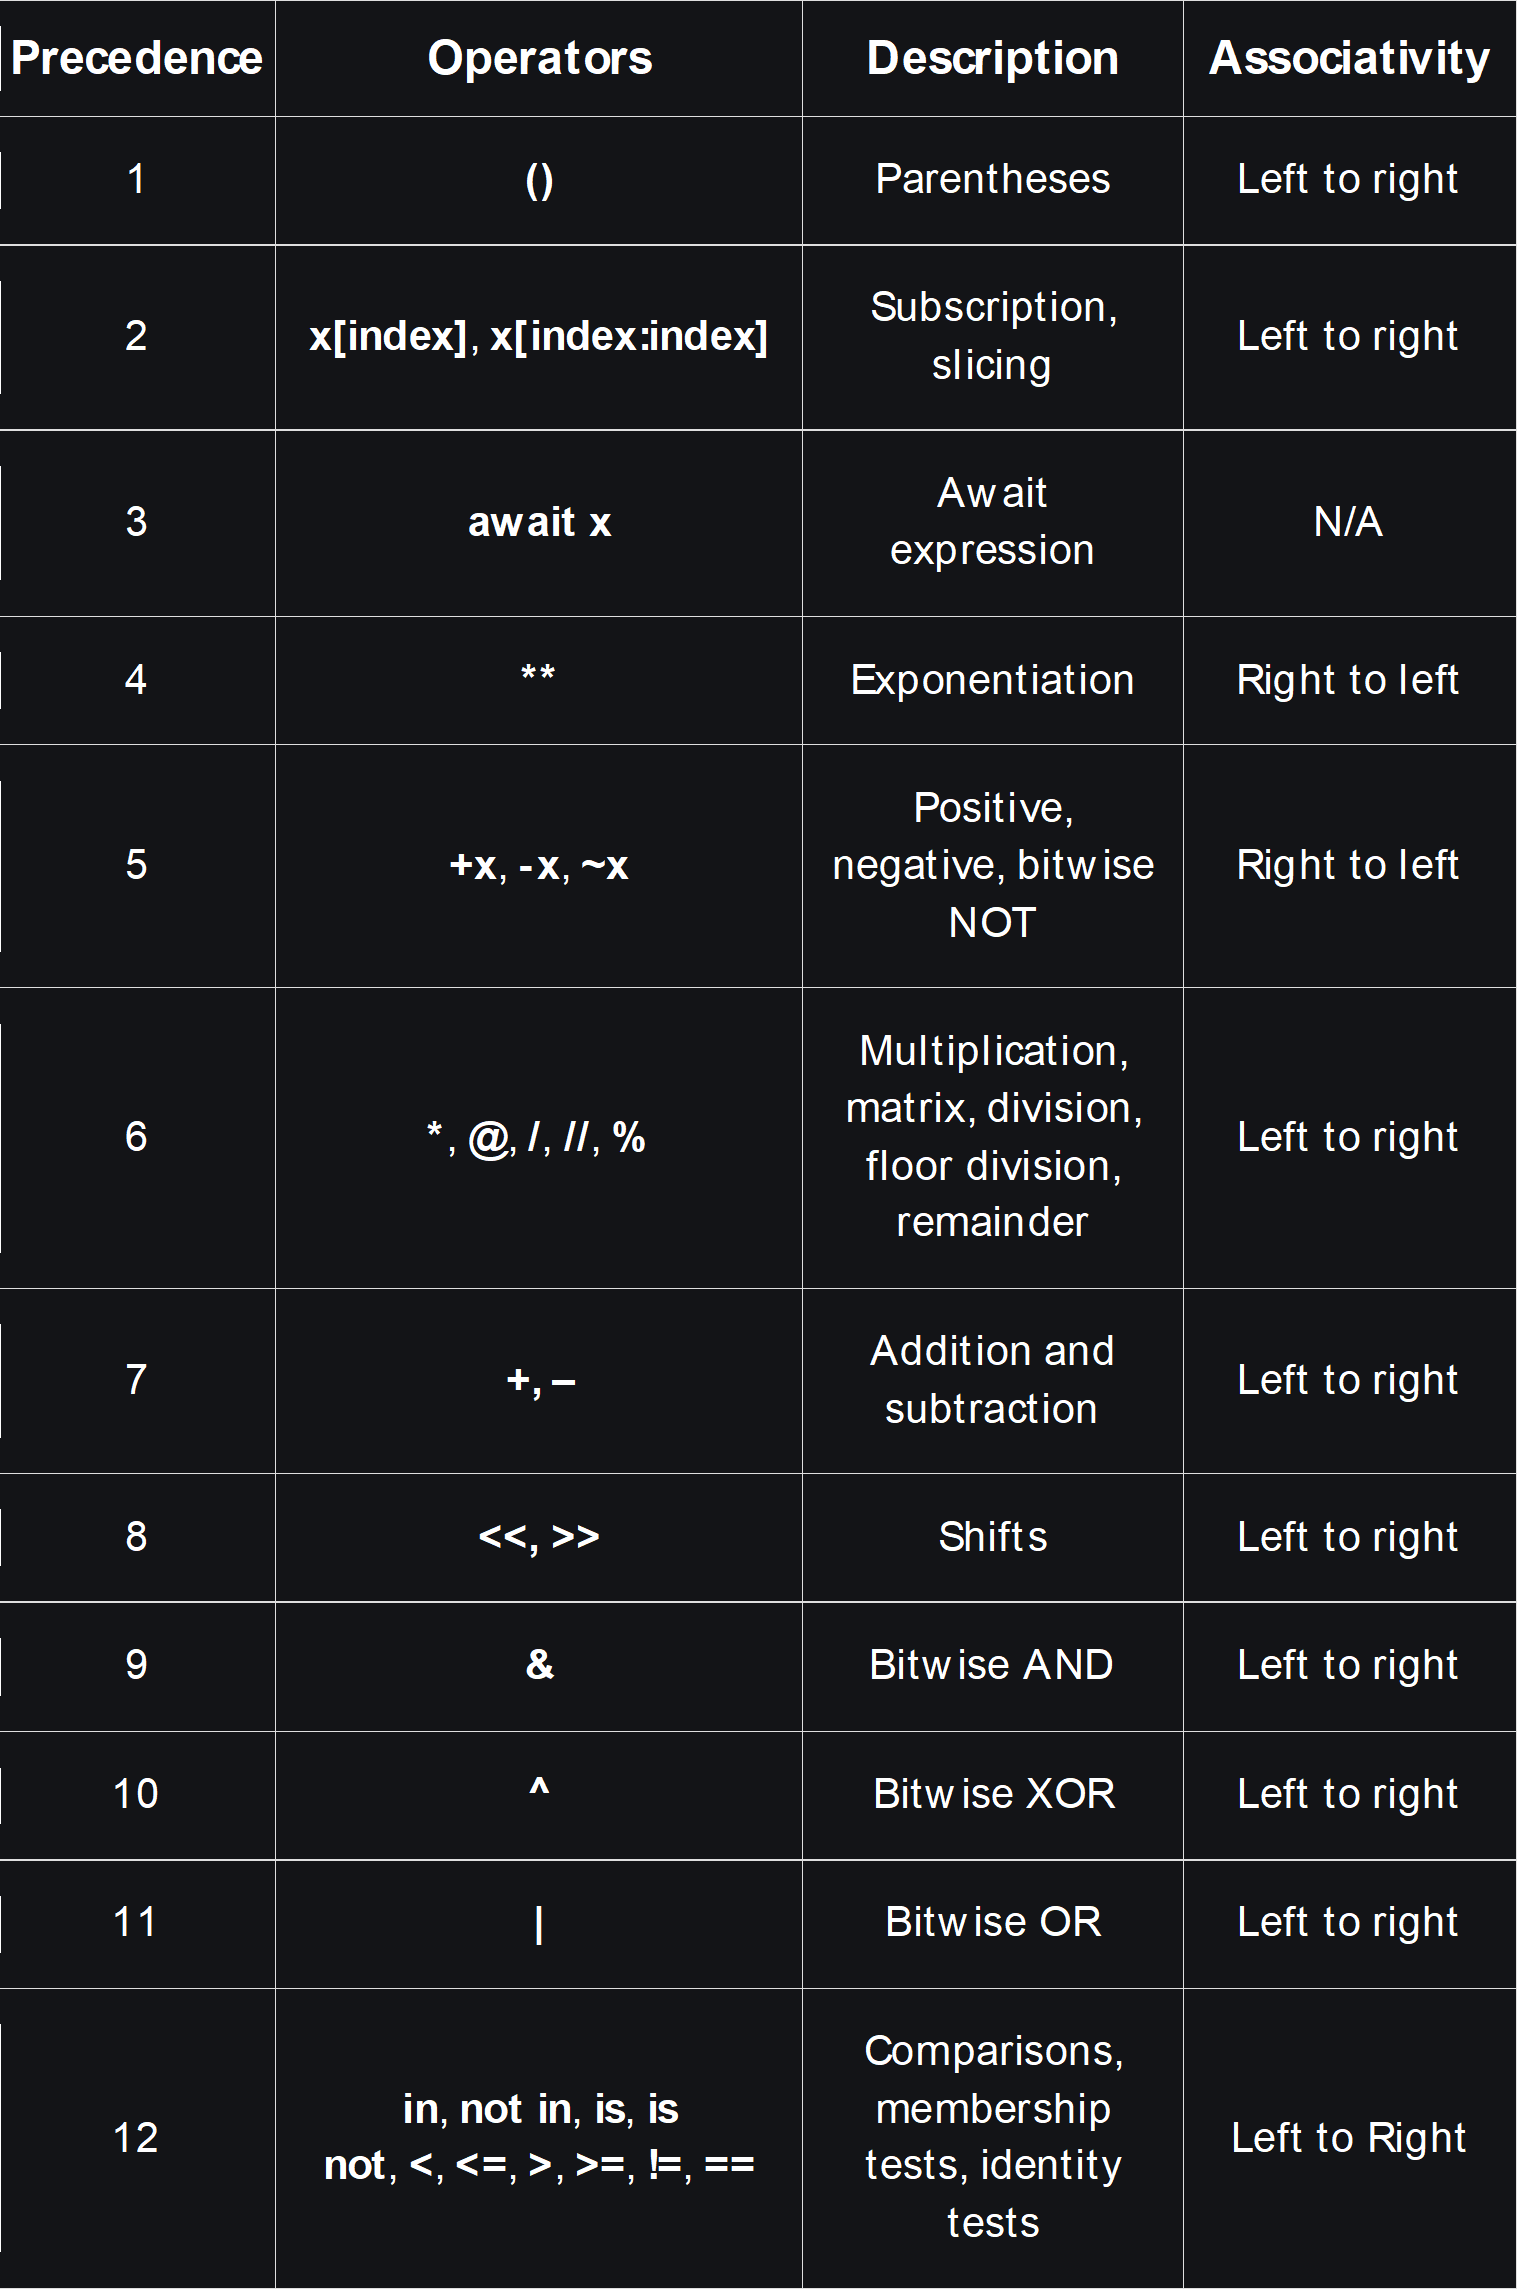 Precedence Operators Description Associativity
1 () Parentheses Left to right
2 x[index], x[index:index] Subscription, slicing Left to right
3 await x Await expression N/A
4 ** Exponentiation Right to left
5 +x, -x, ~x Positive, negative, bitwise NOT Right to left
6 *, @, /, //, % Multiplication, matrix, division, floor division, remainder Left to right
7 +, – Addition and subtraction Left to right
8 <<, >> Shifts Left to right
9 & Bitwise AND Left to right
10 ^ Bitwise XOR Left to right
11 | Bitwise OR Left to right
12 in, not in, is, is not, <, <=, >, >=, !=, == Comparisons, membership tests, identity tests Left to Right